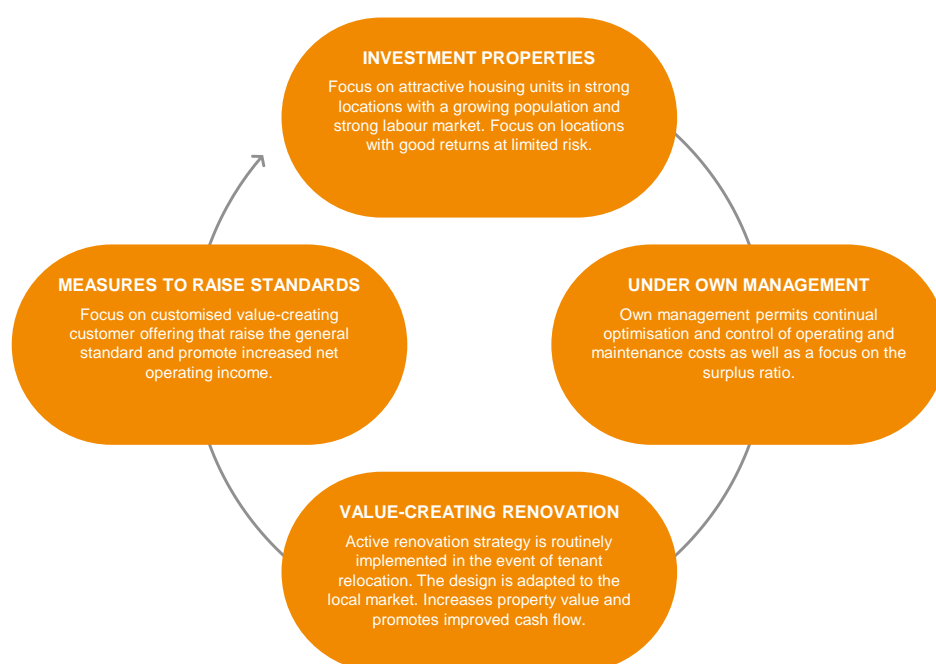 INVESTMENT PROPERTIES
Focus on attractive housing units in strong
locations with a growing population and
strong labour market. Focus on locations
with good returns at limited risk.
MEASURES TO RAISE STANDARDS
Focus on customised value-creating
customer offering that raise the general
standard and promote increased net
operating income.
UNDER OWN MANAGEMENT
Own management permits continual
optimisation and control of operating and
maintenance costs as well as a focus on the
surplus ratio.
VALUE-CREATING RENOVATION
Active renovation strategy is routinely
implemented in the event of tenant
relocation. The design is adapted to the
local market. Increases property value and
promotes improved cash flow.